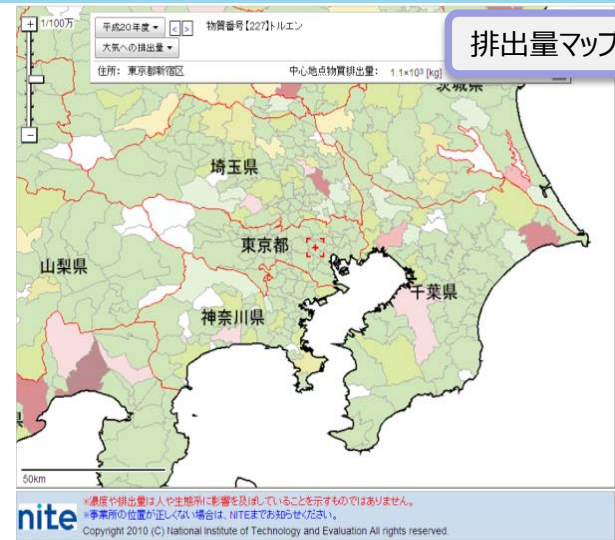 1/100万
平成20年度▼ < > 物質番号【227】トルエン
大気への排出量▼
住所: 東京都新宿区 中心地点物質排出量: 1.1×10³ [kg]
排出量マップ
茨城県
埼玉県
東京都
山梨県
千葉県
神奈川県
県
50km
※濃度や排出量は人や生態系に影響を及ぼしていることを示すものではありません。
※事業所の位置が正しくない場合は、NITEまでお知らせください。
nite
Copyright 2010 (C) National Institute of Technology and Evaluation All rights reserved.